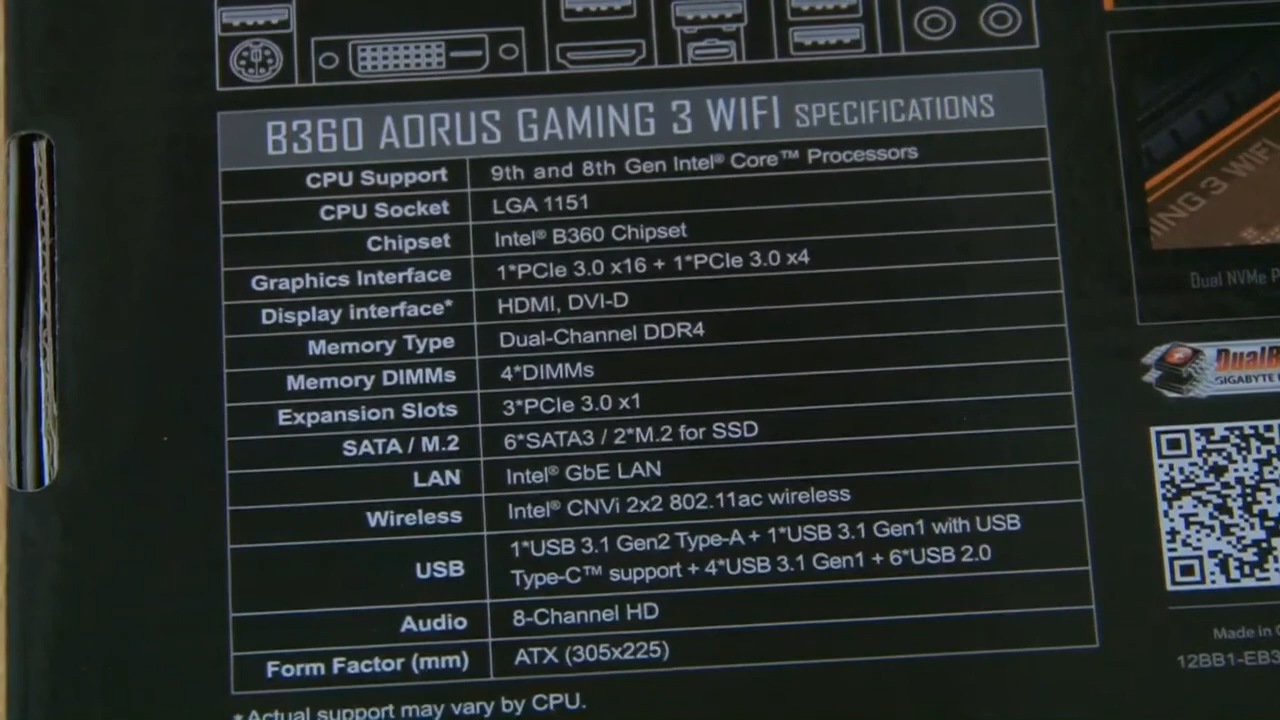 B360 AORUS GAMING 3 WIFI SPECIFICATIONS
CPU Support 9th and 8th Gen Intel® Core™ Processors
CPU Socket LGA 1151
Chipset Intel® B360 Chipset
Graphics Interface 1*PCIe 3.0 x16 + 1*PCIe 3.0 x4
Display interface* HDMI, DVI-D
Memory Type Dual-Channel DDR4
Memory DIMMs 4*DIMMs
Expansion Slots 3*PCIe 3.0 x1
SATA / M.2 6*SATA3 / 2*M.2 for SSD
LAN Intel® GbE LAN
Wireless Intel® CNVi 2x2 802.11ac wireless
USB 1*USB 3.1 Gen2 Type-A + 1*USB 3.1 Gen1 with USB
Type-C™ support + 4*USB 3.1 Gen1 + 6*USB 2.0
Audio 8-Channel HD
Form Factor (mm) ATX (305x225)
*Actual support may vary by CPU.
3 WIFI
Dual NVMe
GIGABYTE
Made in
12BB1-EB3